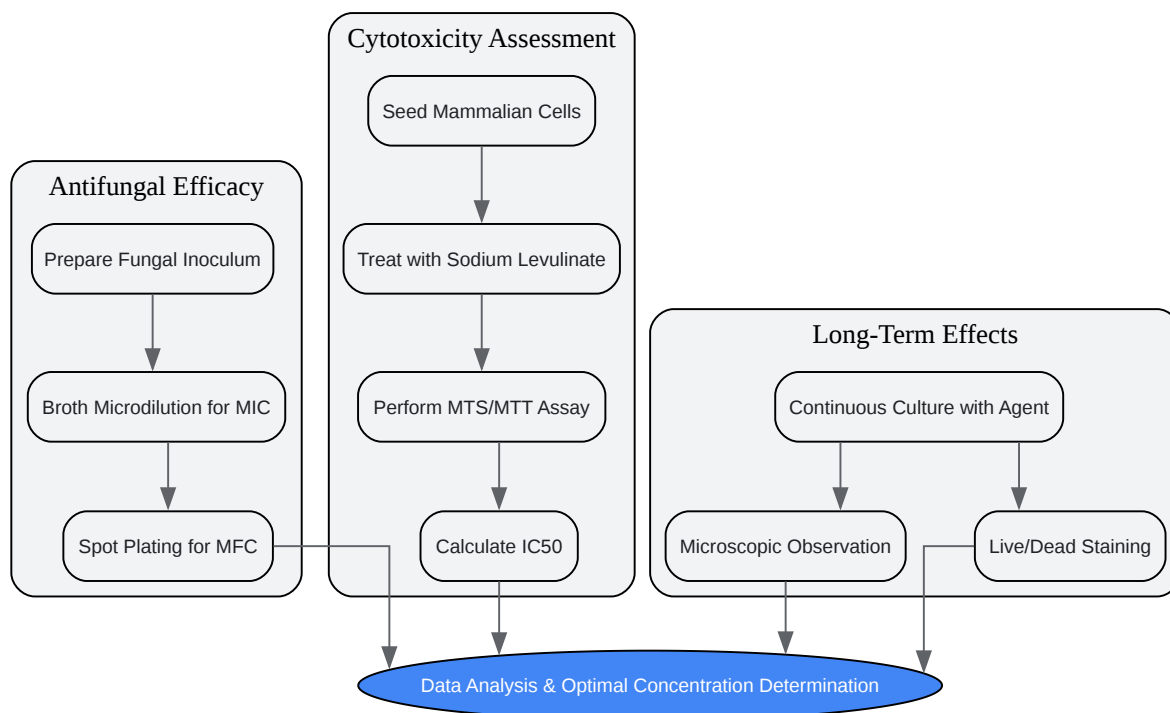 Antifungal Efficacy
Prepare Fungal Inoculum
Broth Microdilution for MIC
Spot Plating for MFC
Cytotoxicity Assessment
Seed Mammalian Cells
Treat with Sodium Levulinate
Perform MTS/MTT Assay
Calculate IC50
Long-Term Effects
Continuous Culture with Agent
Microscopic Observation
Live/Dead Staining
Data Analysis & Optimal Concentration Determination